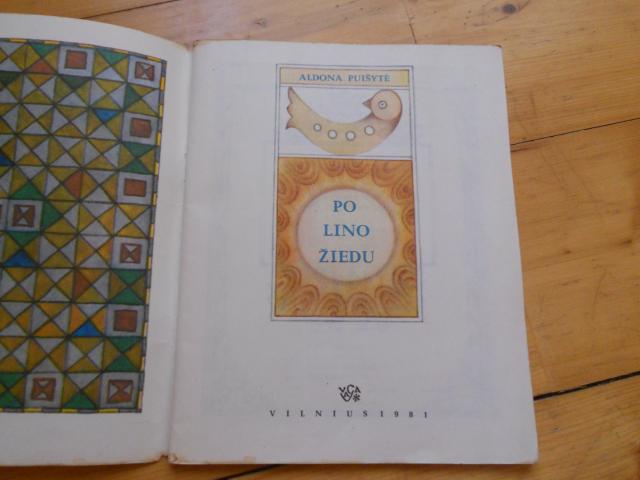 ALDONA PUIŠYTĖ
PO
LINO
ŽIEDU
VILNIUS 1981